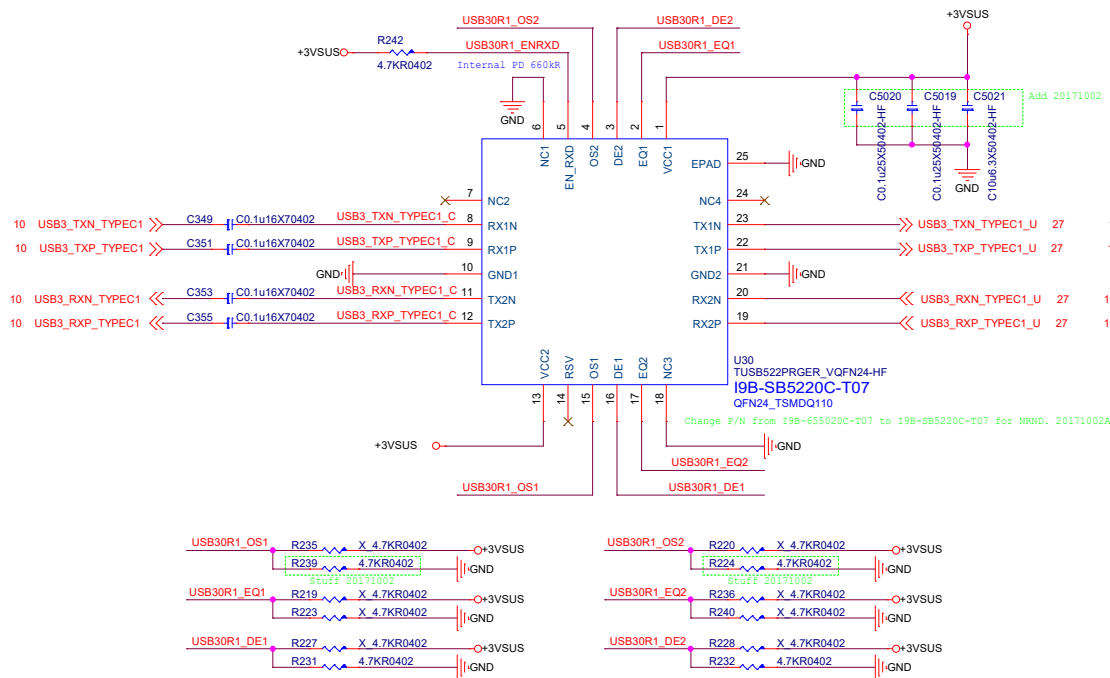 +3VSUS
USB30R1_OS2
USB30R1_DE2
R242
+3VSUS
USB30R1_ENRXD
USB30R1_EQ1
4.7KR0402
Internal PD 660kR
GND
C5020
C5019
C5021
Add 20171002
C0.1u25X50402-HF
C0.1u25X50402-HF
C10u6.3X50402-HF
GND
6
5
4
3
2
1
NC1
EN_RXD
OS2
DE2
EQ1
VCC1
EPAD
25
GND
7
NC2
NC4
24
10
USB3_TXN_TYPEC1
C349
C0.1u16X70402
USB3_TXN_TYPEC1_C
8
RX1N
TX1N
23
USB3_TXN_TYPEC1_U
27
10
USB3_TXP_TYPEC1
C351
C0.1u16X70402
USB3_TXP_TYPEC1_C
9
RX1P
TX1P
22
USB3_TXP_TYPEC1_U
27
GND
10
GND1
GND2
21
GND
10
USB3_RXN_TYPEC1
C353
C0.1u16X70402
USB3_RXN_TYPEC1_C
11
TX2N
RX2N
20
USB3_RXN_TYPEC1_U
27
1
10
USB3_RXP_TYPEC1
C355
C0.1u16X70402
USB3_RXP_TYPEC1_C
12
TX2P
RX2P
19
USB3_RXP_TYPEC1_U
27
1
VCC2
RSV
OS1
DE1
EQ2
NC3
13
14
15
16
17
18
U30
TUSB522PRGER_VQFN24-HF
I9B-SB5220C-T07
QFN24_TSMDQ110
Change P/N from I9B-655020C-T07 to I9B-SB5220C-T07 for NRND. 20171002A
+3VSUS
GND
USB30R1_EQ2
USB30R1_OS1
USB30R1_DE1
USB30R1_OS1
R235
X_4.7KR0402
+3VSUS
R239
4.7KR0402
GND
Stuff 20171002
USB30R1_EQ1
R219
X_4.7KR0402
+3VSUS
R223
X_4.7KR0402
GND
USB30R1_DE1
R227
X_4.7KR0402
+3VSUS
R231
4.7KR0402
GND
USB30R1_OS2
R220
X_4.7KR0402
+3VSUS
R224
4.7KR0402
GND
Stuff 20171002
USB30R1_EQ2
R236
X_4.7KR0402
+3VSUS
R240
X_4.7KR0402
GND
USB30R1_DE2
R228
X_4.7KR0402
+3VSUS
R232
4.7KR0402
GND